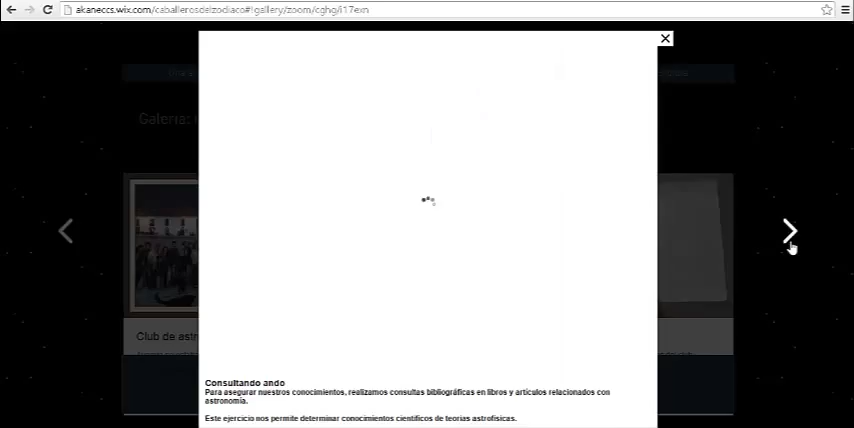 akaneccs.wix.com/caballerosdelzodiaco#!gallery/zoom/cghg/i17exn
Galeria:
Club de astr
Consultando ando
Para asegurar nuestros conocimientos, realizamos consultas bibliográficas en libros y artículos relacionados con
astronomía.
Este ejercicio nos permite determinar conocimientos científicos de teorías astrofísicas.